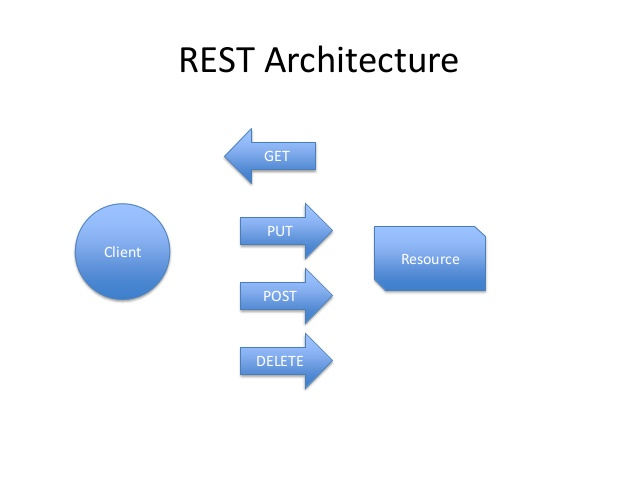 REST Architecture
GET
Client
PUT
Resource
POST
DELETE